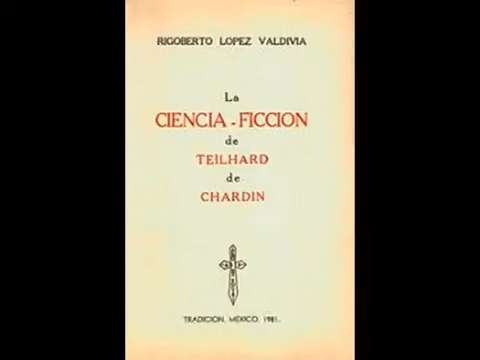 RIGOBERTO LOPEZ VALDIVIA
La
CIENCIA-FICCION
de
TEILHARD
de
CHARDIN
TRADICION, MEXICO, 1981.